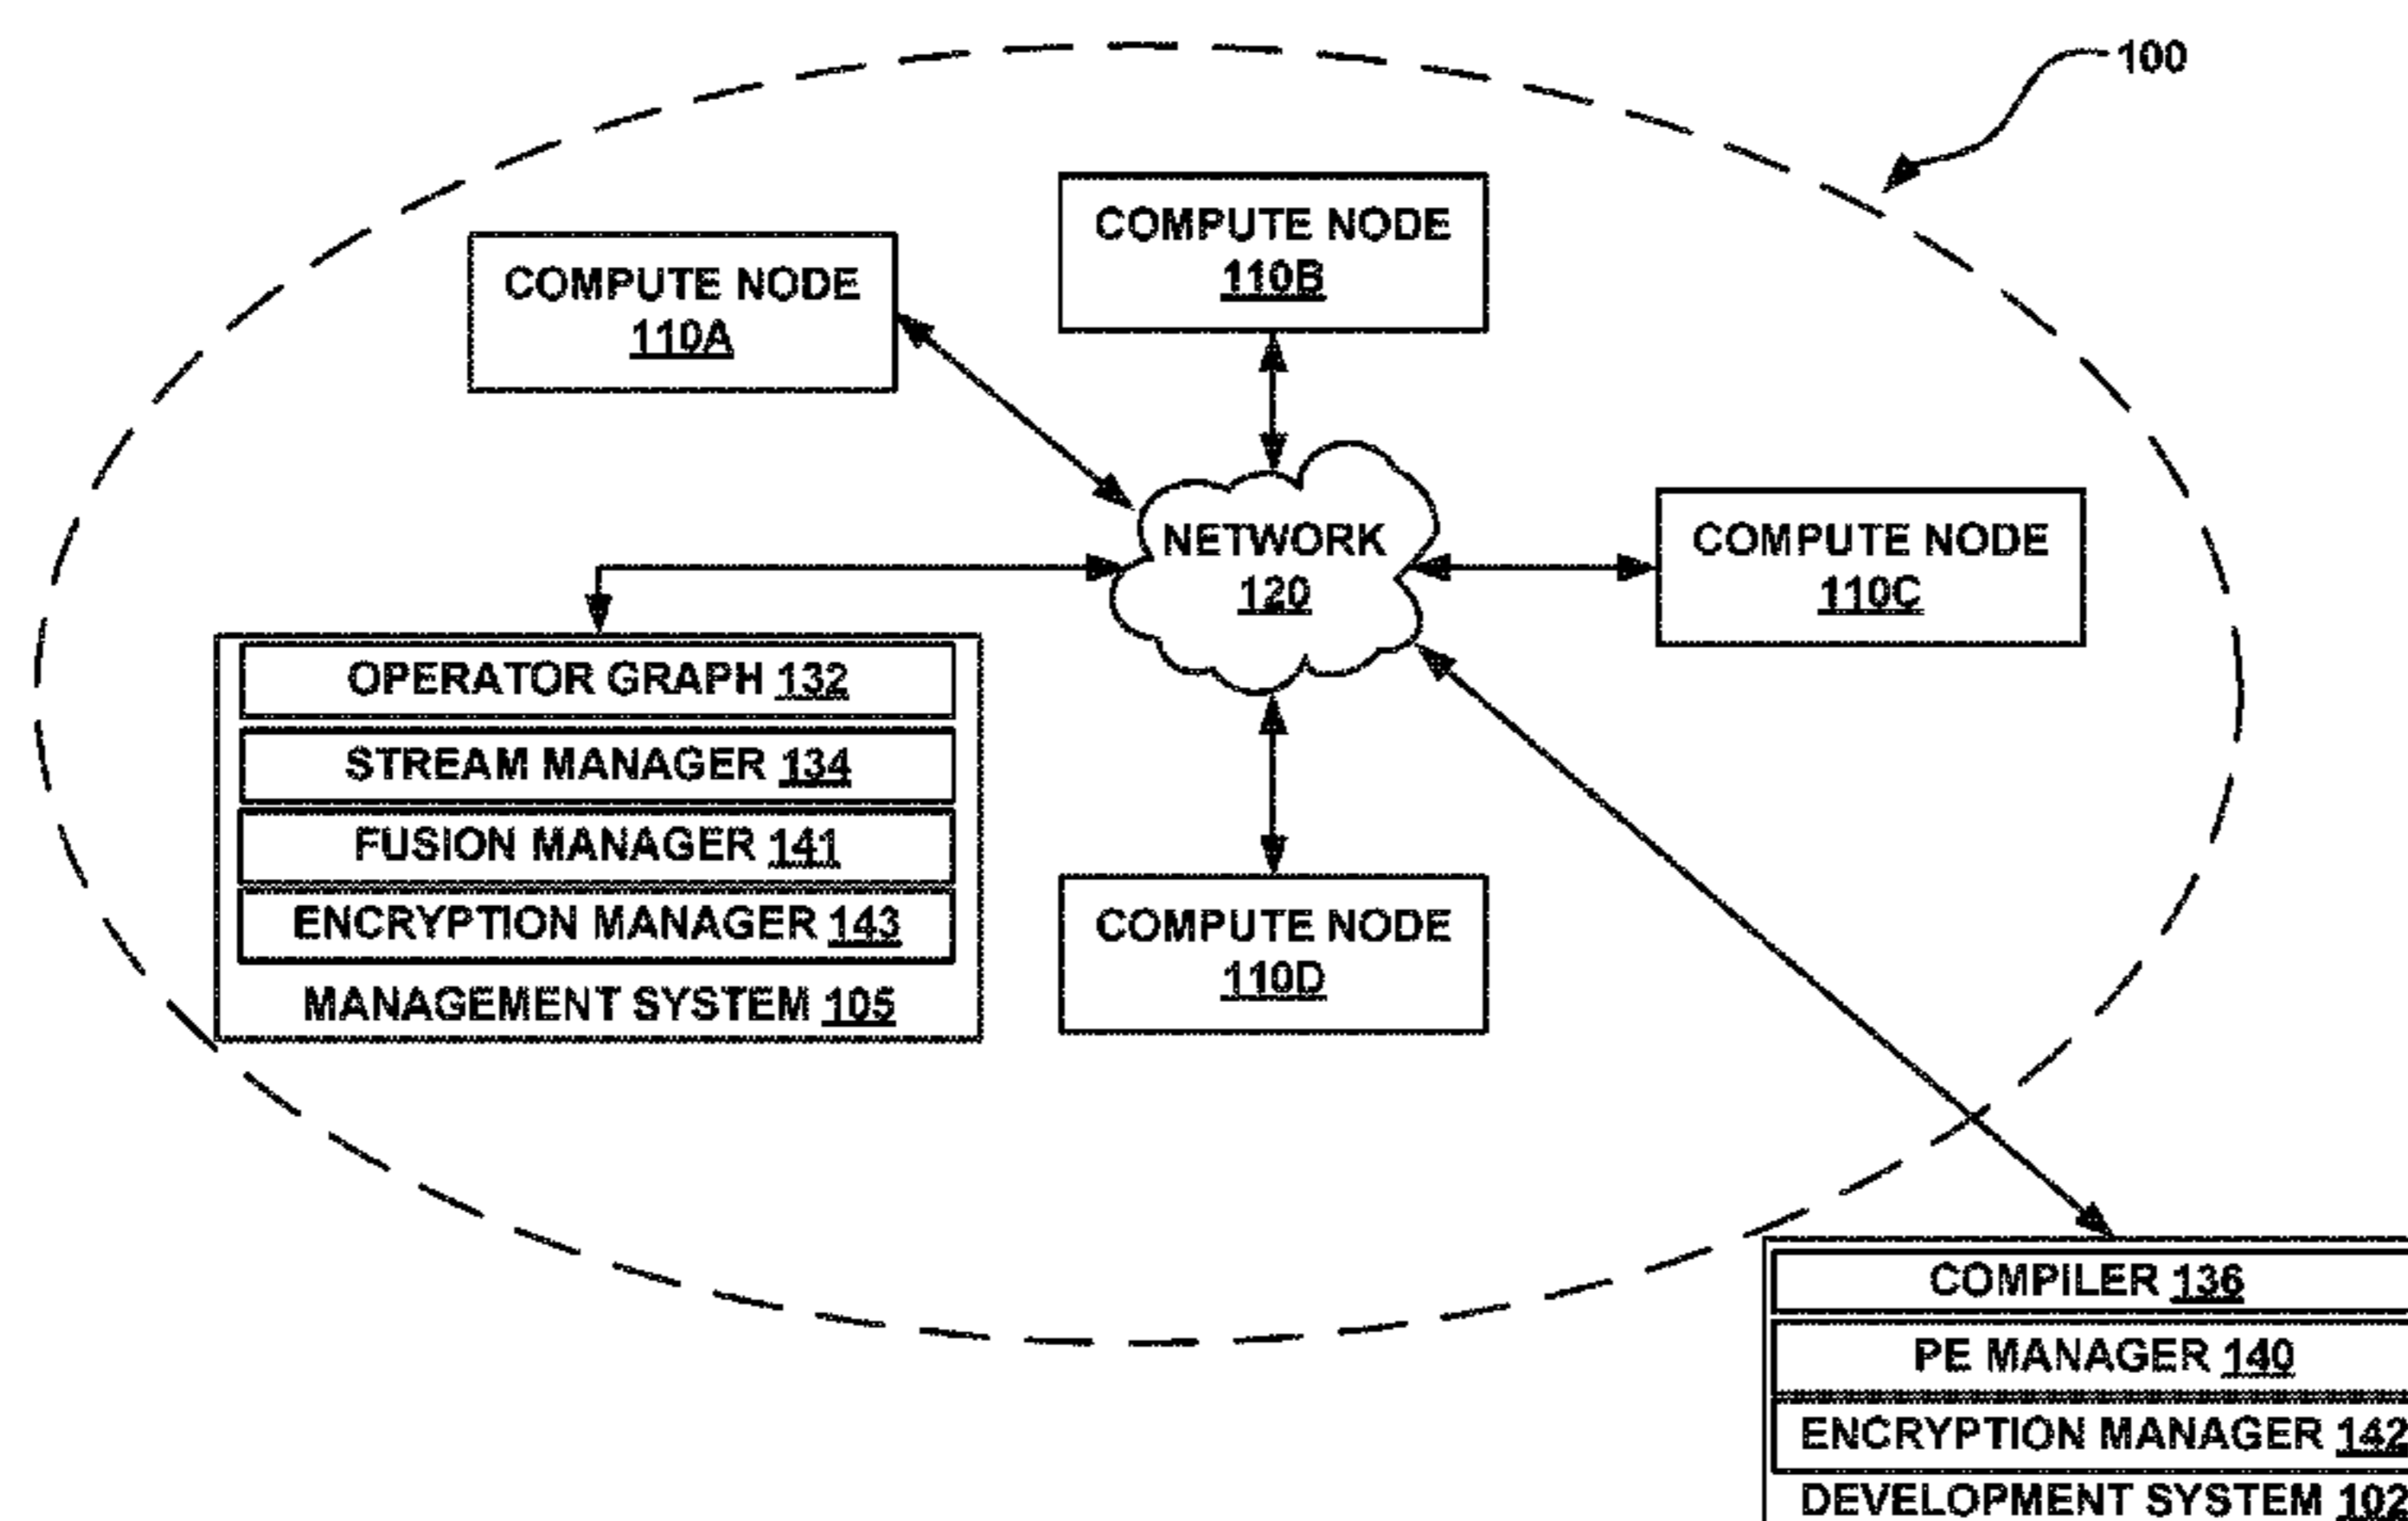 100
COMPUTE NODE
110B
COMPUTE NODE
110A
NETWORK
120
COMPUTE NODE
110C
OPERATOR GRAPH 132
STREAM MANAGER 134
FUSION MANAGER 141
ENCRYPTION MANAGER 143
MANAGEMENT SYSTEM 105
COMPUTE NODE
110D
COMPILER 136
PE MANAGER 140
ENCRYPTION MANAGER 142
DEVELOPMENT SYSTEM 102